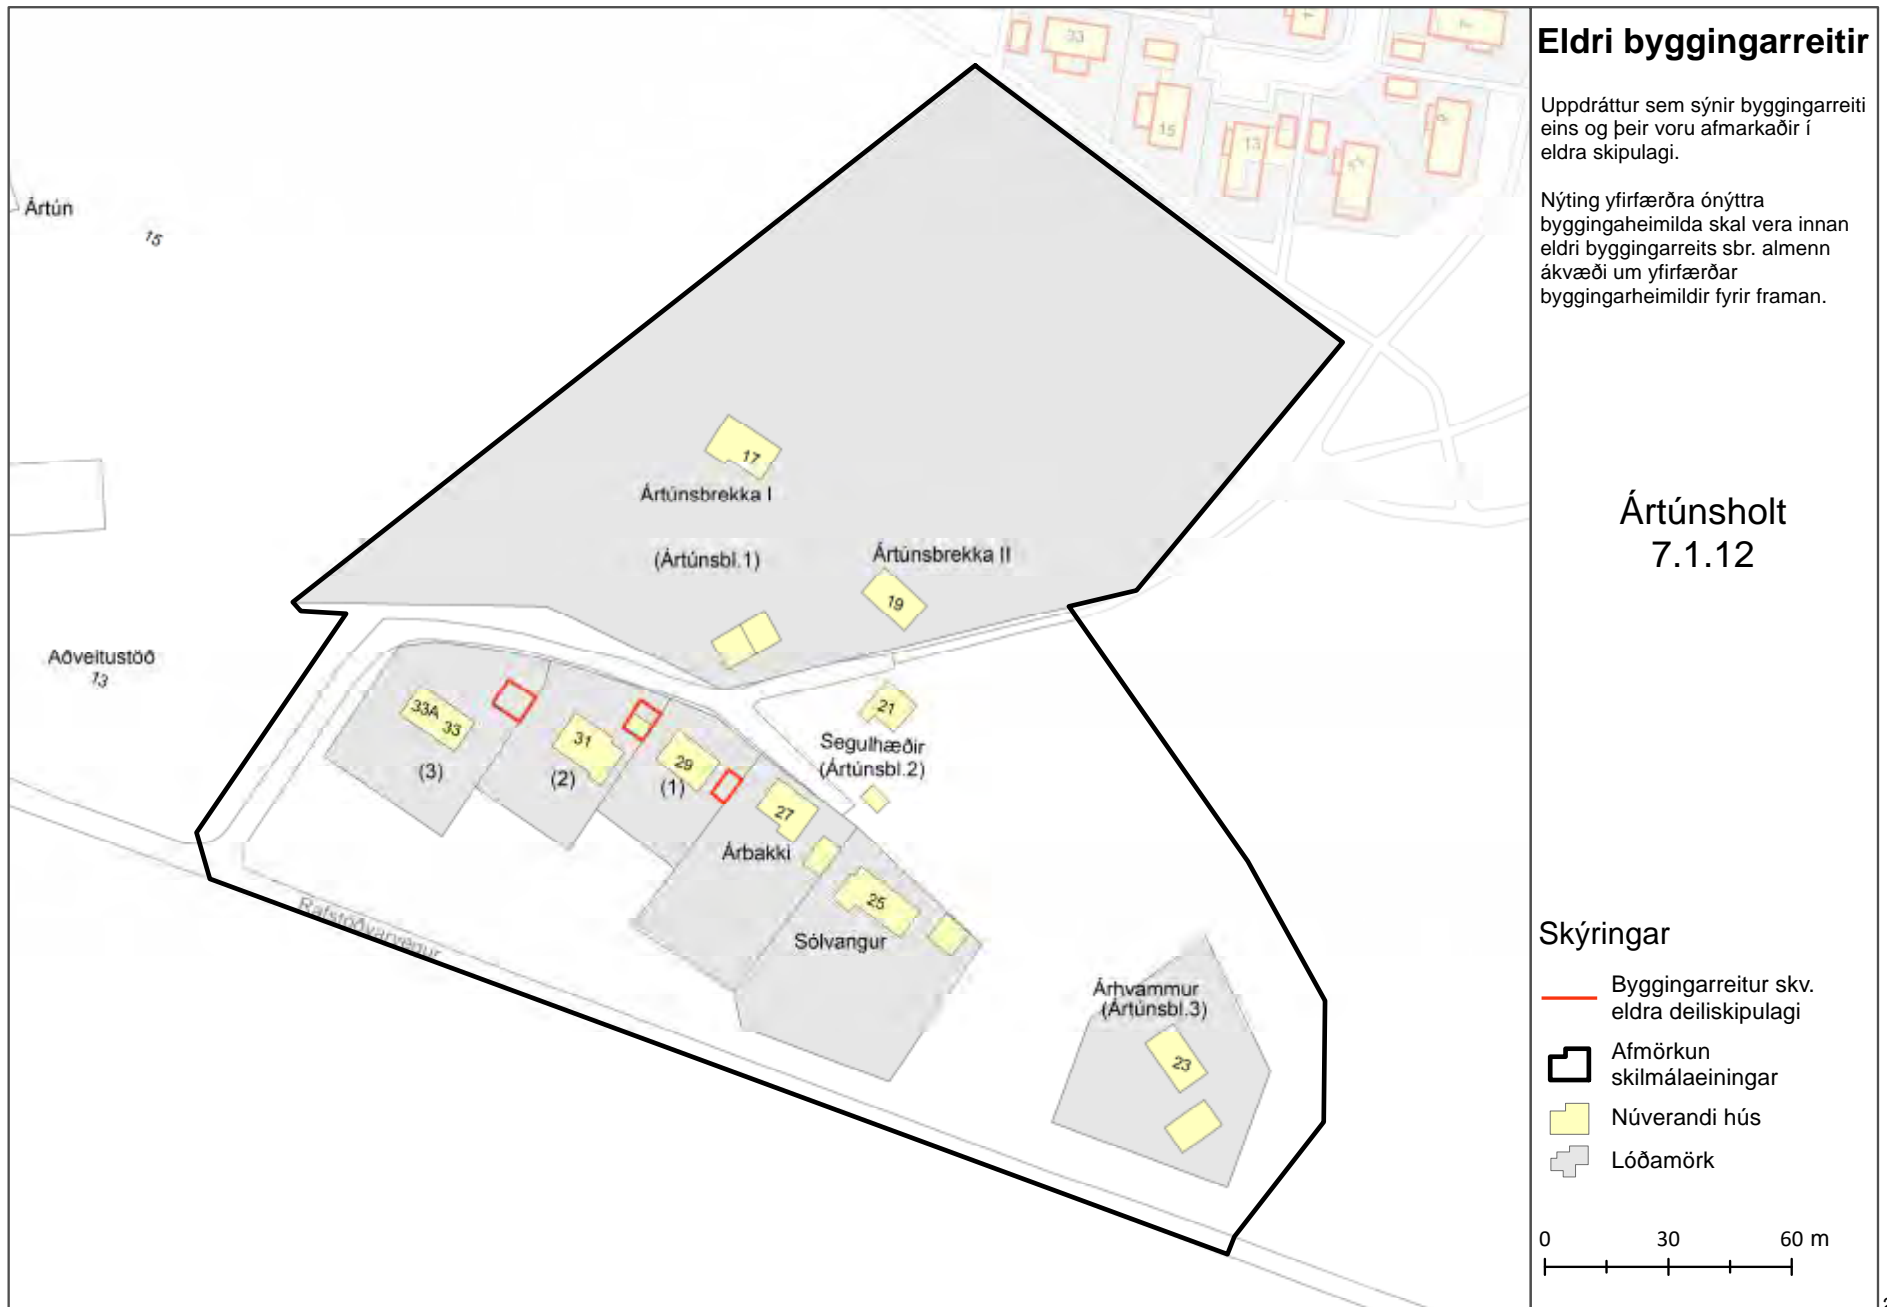 Eldri byggingarreitir
Uppdráttur sem sýnir byggingarreiti
eins og þeir voru afmarkaðir í
eldra skipulagi.
Nýting yfirfærðra ónýttra
byggingaheimilda skal vera innan
eldri byggingarreits sbr. almenn
ákvæði um yfirfærðar
byggingarheimildir fyrir framan.
Ártúnsholt
7.1.12
Skýringar
Byggingarreitur skv.
eldra deiliskipulagi
Afmörkun
skilmálaeiningar
Núverandi hús
Lóðamörk
0 30 60 m
33
15
13
Ártún
15
17
Ártúnsbrekka I
(Ártúnsbl.1)
Ártúnsbrekka II
19
Aðveitustöð
13
33A 33
(3)
31
(2)
29
(1)
21
Segulhæðir
(Ártúnsbl.2)
27
Árbakki
25
Sólvangur
Rafstöðvarvegur
Árhvammur
(Ártúnsbl.3)
23